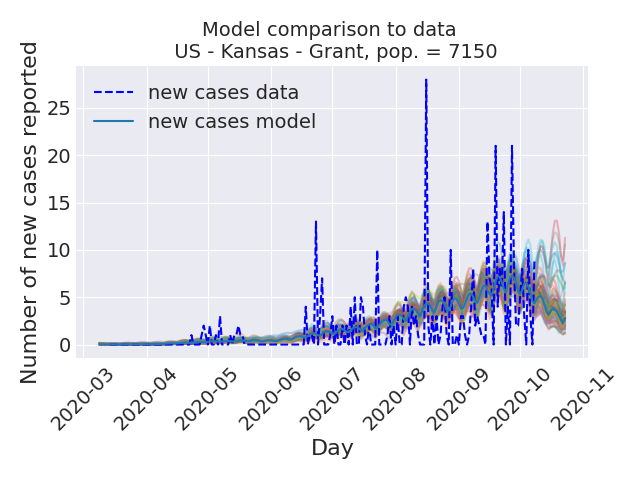 Model comparison to data
US - Kansas - Grant, pop. = 7150
Number of new cases reported
new cases data
new cases model
25
20
15
10
5
0
2020-03
2020-04
2020-05
2020-06
2020-07
2020-08
2020-09
2020-10
2020-11
Day